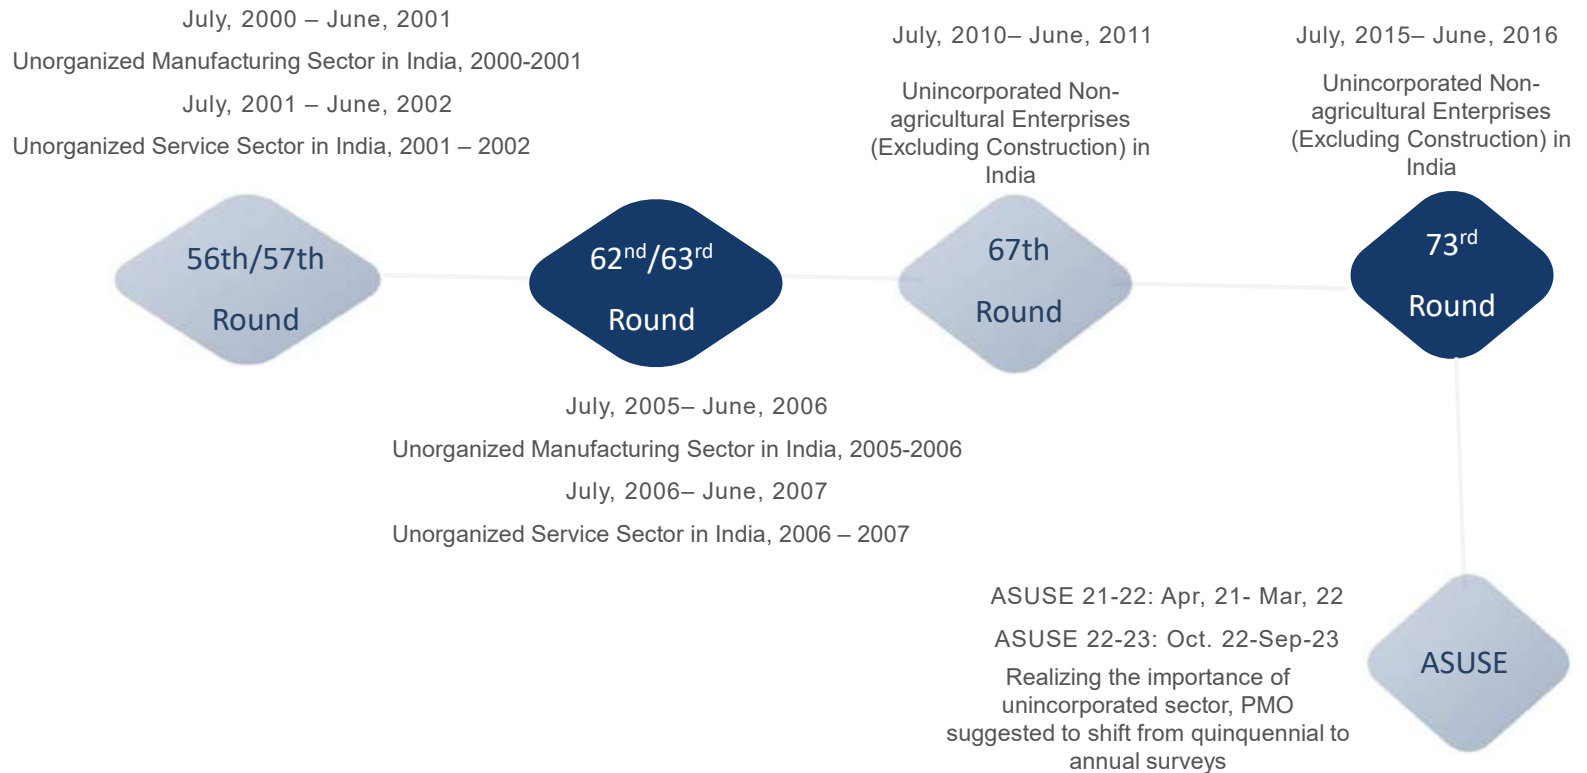 July, 2000 – June, 2001
Unorganized Manufacturing Sector in India, 2000-2001
July, 2001 – June, 2002
Unorganized Service Sector in India, 2001 – 2002
56th/57th
Round
62nd/63rd
Round
July, 2005– June, 2006
Unorganized Manufacturing Sector in India, 2005-2006
July, 2006– June, 2007
Unorganized Service Sector in India, 2006 – 2007
July, 2010– June, 2011
Unincorporated Non-
agricultural Enterprises
(Excluding Construction) in
India
67th
Round
July, 2015– June, 2016
Unincorporated Non-
agricultural Enterprises
(Excluding Construction) in
India
73rd
Round
ASUSE 21-22: Apr, 21- Mar, 22
ASUSE 22-23: Oct. 22-Sep-23
Realizing the importance of
unincorporated sector, PMO
suggested to shift from quinquennial to
annual surveys
ASUSE